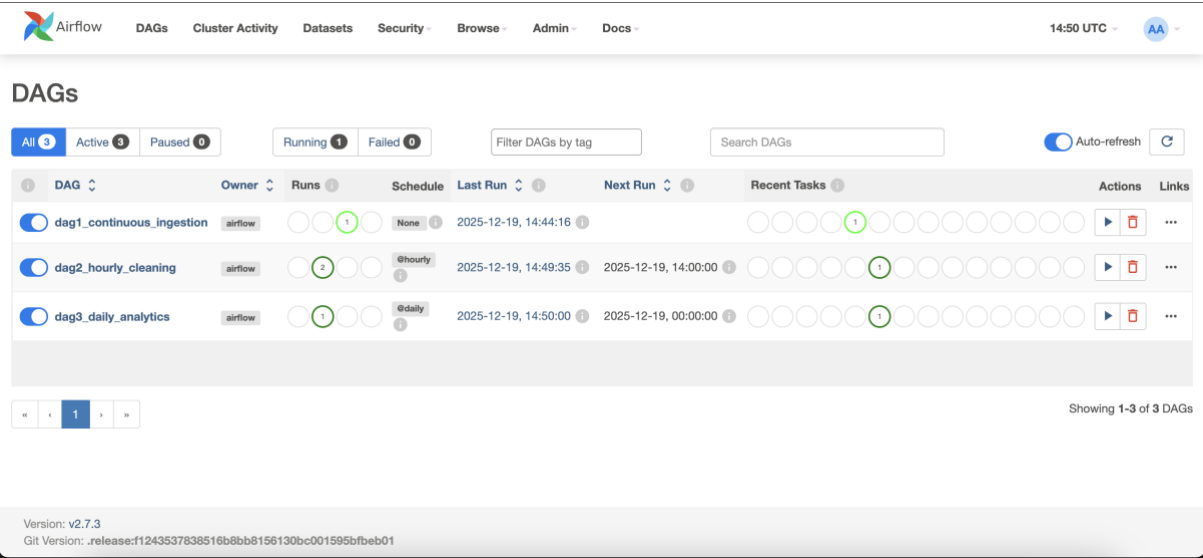 Airflow DAGs Cluster Activity Datasets Security Browse Admin Docs 14:50 UTC AA
DAGs
All 3 Active 3 Paused 0 Running 1 Failed 0 Filter DAGs by tag Search DAGs Auto-refresh
DAG Owner Runs Schedule Last Run Next Run Recent Tasks Actions Links
dag1_continuous_ingestion airflow 1 None 2025-12-19, 14:44:16 1
dag2_hourly_cleaning airflow 2 @hourly 2025-12-19, 14:49:35 2025-12-19, 14:00:00 1
dag3_daily_analytics airflow 1 @daily 2025-12-19, 14:50:00 2025-12-19, 00:00:00 1
« ‹ 1 › » Showing 1-3 of 3 DAGs
Version: v2.7.3
Git Version: .release:f1243537838516b8bb8156130bc001595bfbeb01